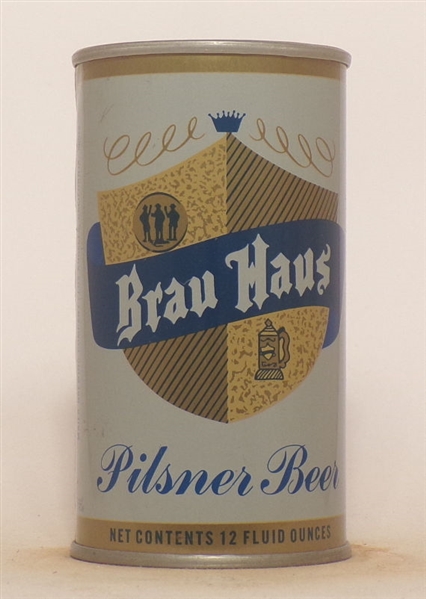 Brau Haus
Pilsner Beer
NET CONTENTS 12 FLUID OUNCES